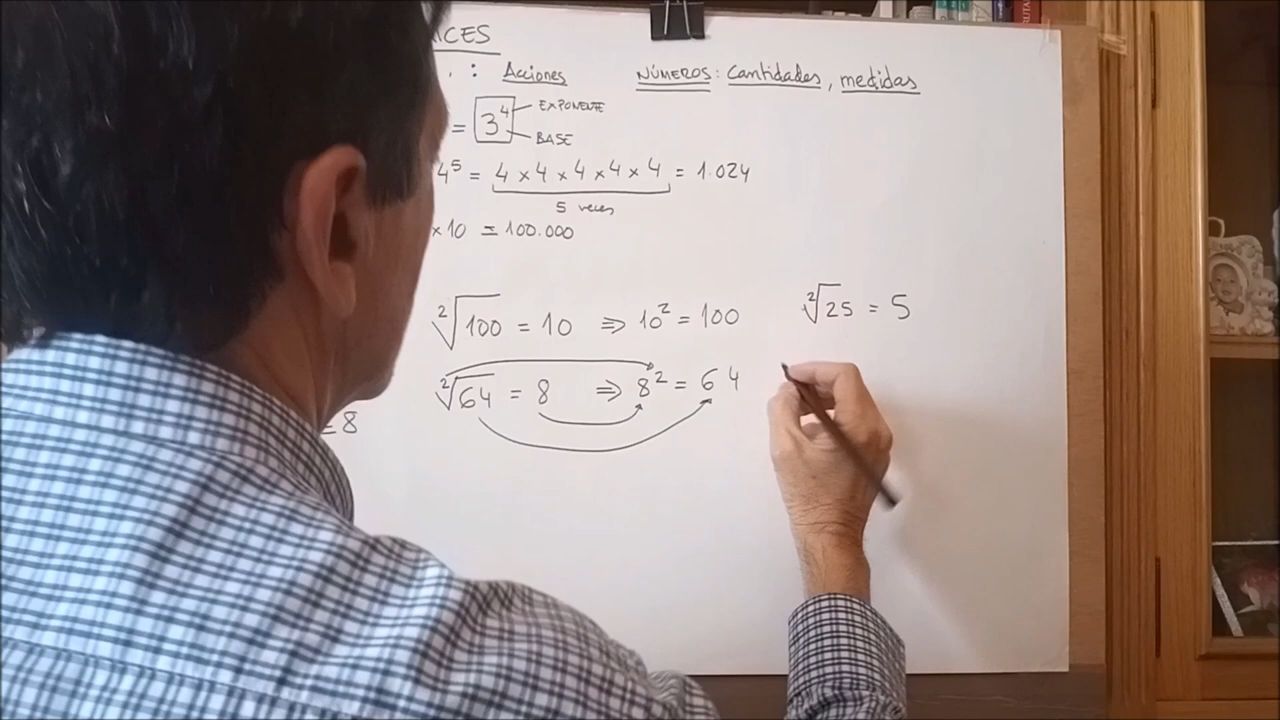 ICES
: Acciones NÚMEROS: Cantidades, medidas
= 3⁴ EXPONENTE
BASE
4⁵ = 4 × 4 × 4 × 4 × 4 = 1.024
5 veces
× 10 = 100.000
²√100 = 10 ⇒ 10² = 100 ²√25 = 5
²√64 = 8 ⇒ 8² = 64
= 8